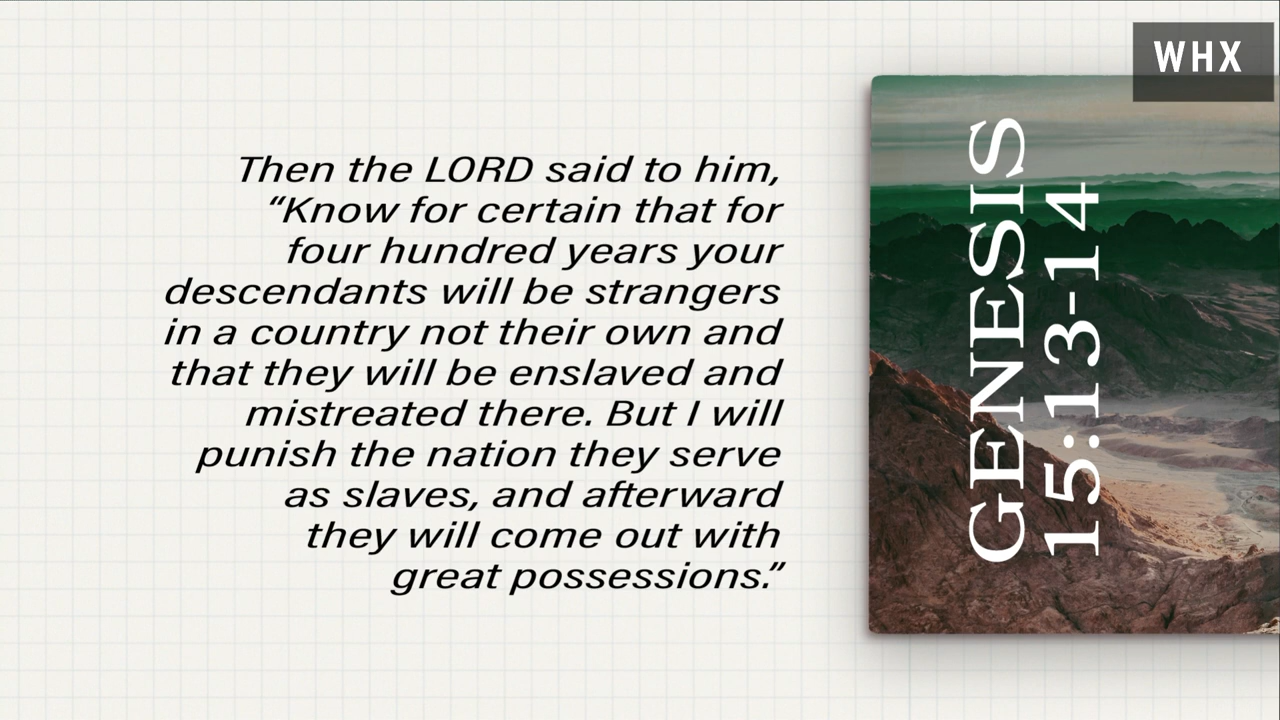 Then the LORD said to him,
“Know for certain that for
four hundred years your
descendants will be strangers
in a country not their own and
that they will be enslaved and
mistreated there. But I will
punish the nation they serve
as slaves, and afterward
they will come out with
great possessions.”
GENESIS
15:13-14
WHX